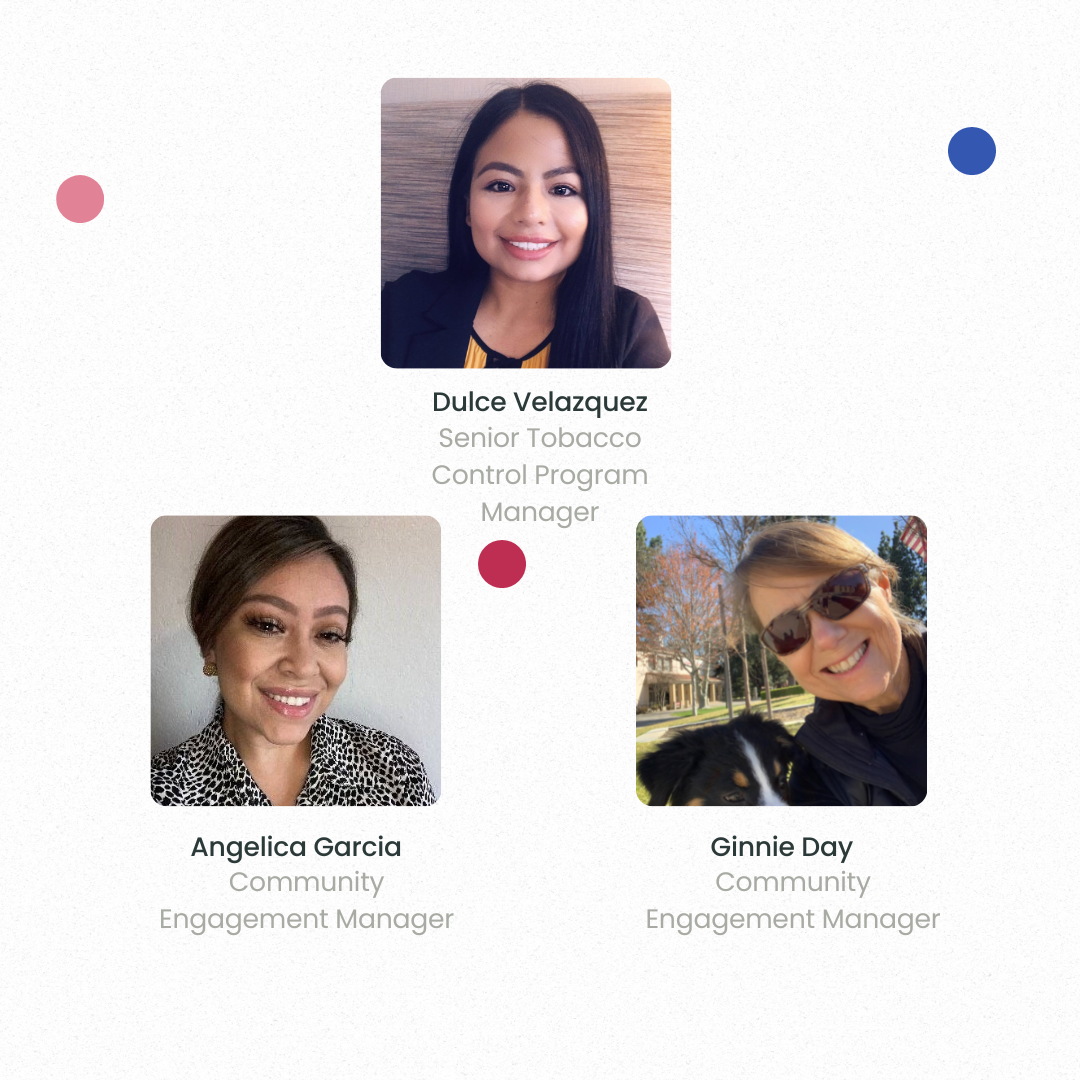 Dulce Velazquez
Senior Tobacco
Control Program
Manager
Angelica Garcia
Community
Engagement Manager
Ginnie Day
Community
Engagement Manager